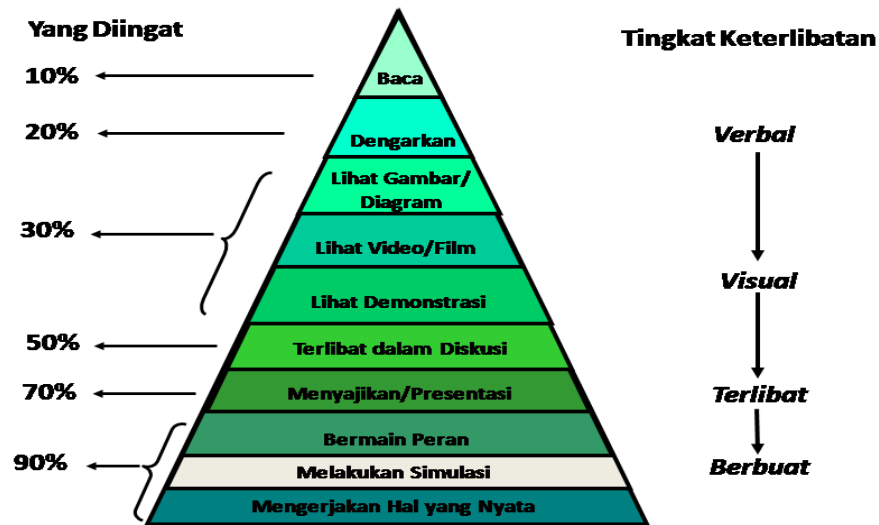 Yang Diingat
Tingkat Keterlibatan
10%
Baca
20%
Dengarkan
Verbal
Lihat Gambar/
Diagram
30%
Lihat Video/Film
Visual
Lihat Demonstrasi
50%
Terlibat dalam Diskusi
70%
Menyajikan/Presentasi
Terlibat
Bermain Peran
90%
Melakukan Simulasi
Berbuat
Mengerjakan Hal yang Nyata